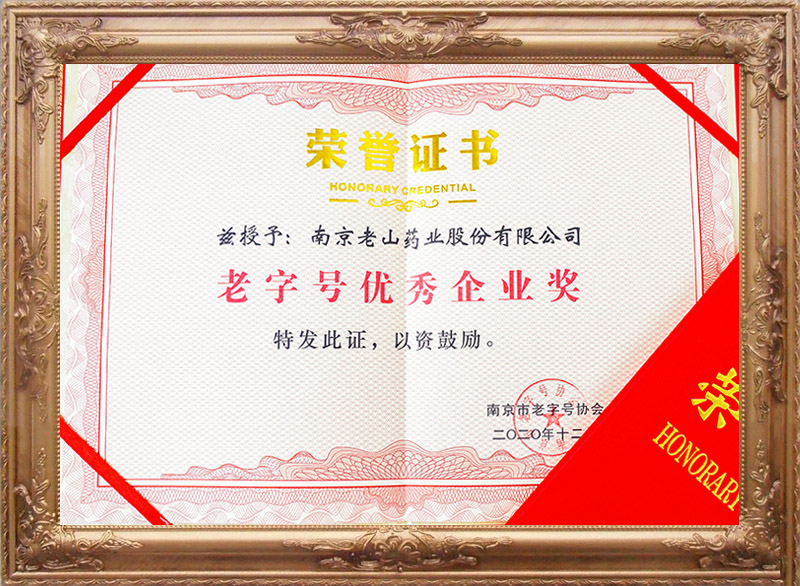 荣誉证书
HONORARY CREDENTIAL
兹授予：南京老山药业股份有限公司
老字号优秀企业奖
特发此证，以资鼓励。
南京市老字号协会
二〇二〇年十二
荣
HONORARY